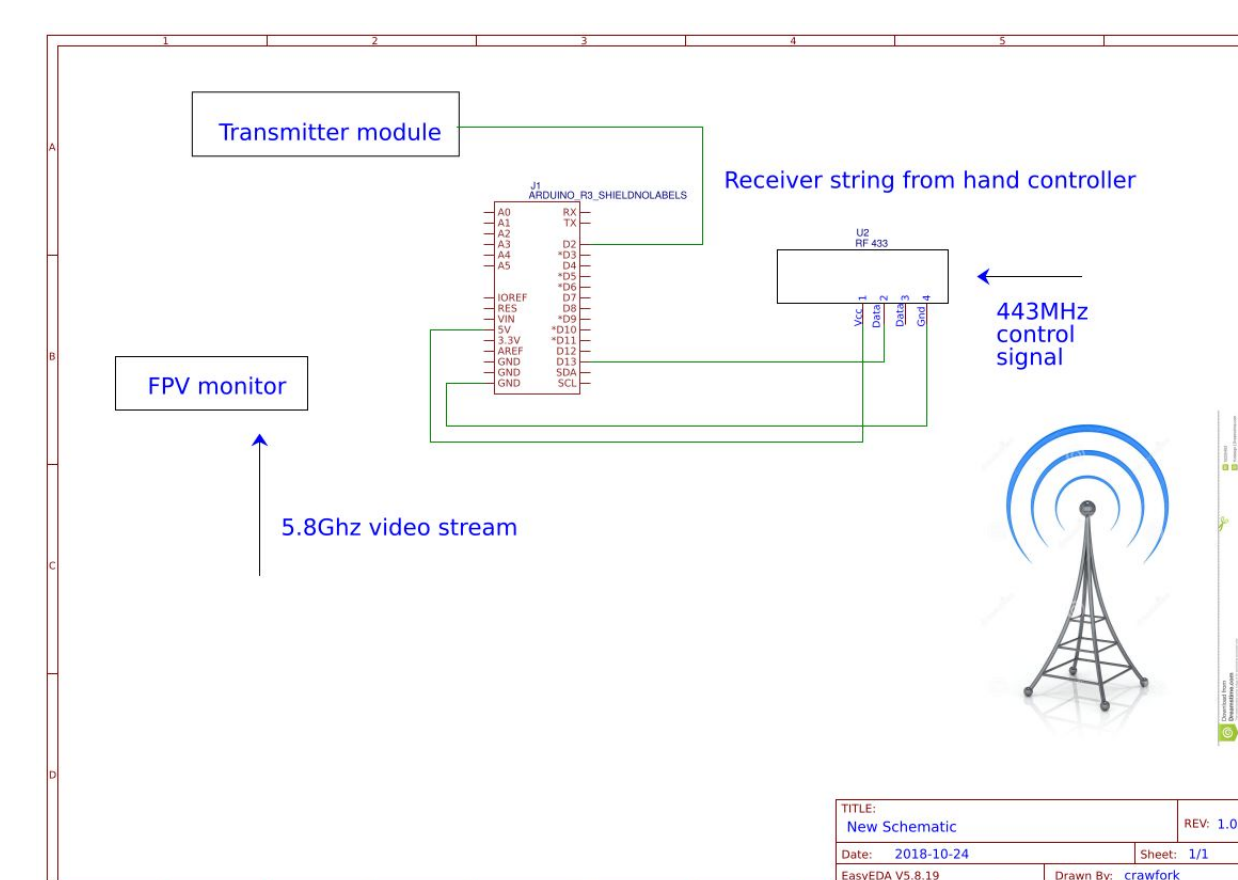 1 2 3 4 5
A
B
C
D
Transmitter module
Receiver string from hand controller
J1
ARDUINO_R3_SHIELDNOLABELS
A0 RX
A1 TX
A2
A3 D2
A4 *D3
A5 D4
*D5
*D6
IOREF D7
RES D8
VIN *D9
5V *D10
3.3V *D11
AREF D12
GND D13
GND SDA
GND SCL
U2
RF 433
1 2 3 4
Vcc Data Data Gnd
443MHz
control
signal
FPV monitor
5.8Ghz video stream
Download from
Dreamstime.com
TITLE:
New Schematic
REV: 1.0
Date: 2018-10-24
Sheet: 1/1
EasyEDA V5.8.19
Drawn By: crawfork